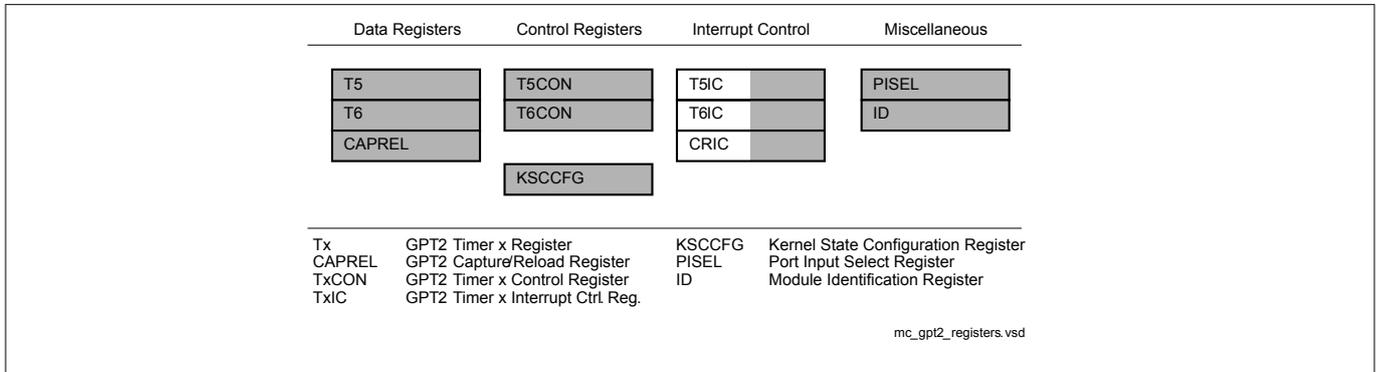 Data Registers Control Registers Interrupt Control Miscellaneous
T5 T5CON T5IC PISEL
T6 T6CON T6IC ID
CAPREL CRIC
KSCCFG
Tx GPT2 Timer x Register KSCCFG Kernel State Configuration Register
CAPREL GPT2 Capture/Reload Register PISEL Port Input Select Register
TxCON GPT2 Timer x Control Register ID Module Identification Register
TxIC GPT2 Timer x Interrupt Ctrl. Reg.
mc_gpt2_registers.vsd